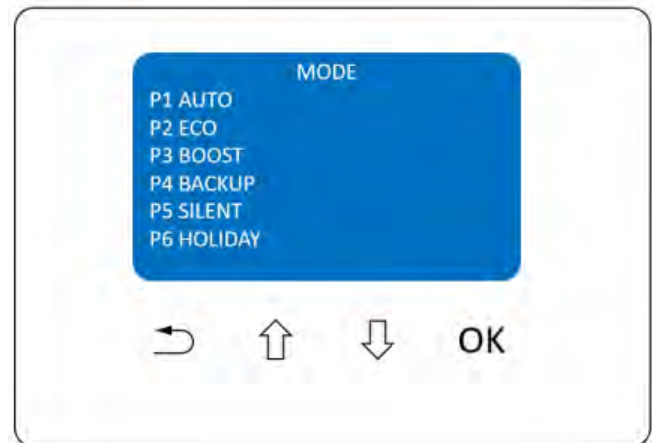 MODE
P1 AUTO
P2 ECO
P3 BOOST
P4 BACKUP
P5 SILENT
P6 HOLIDAY
OK